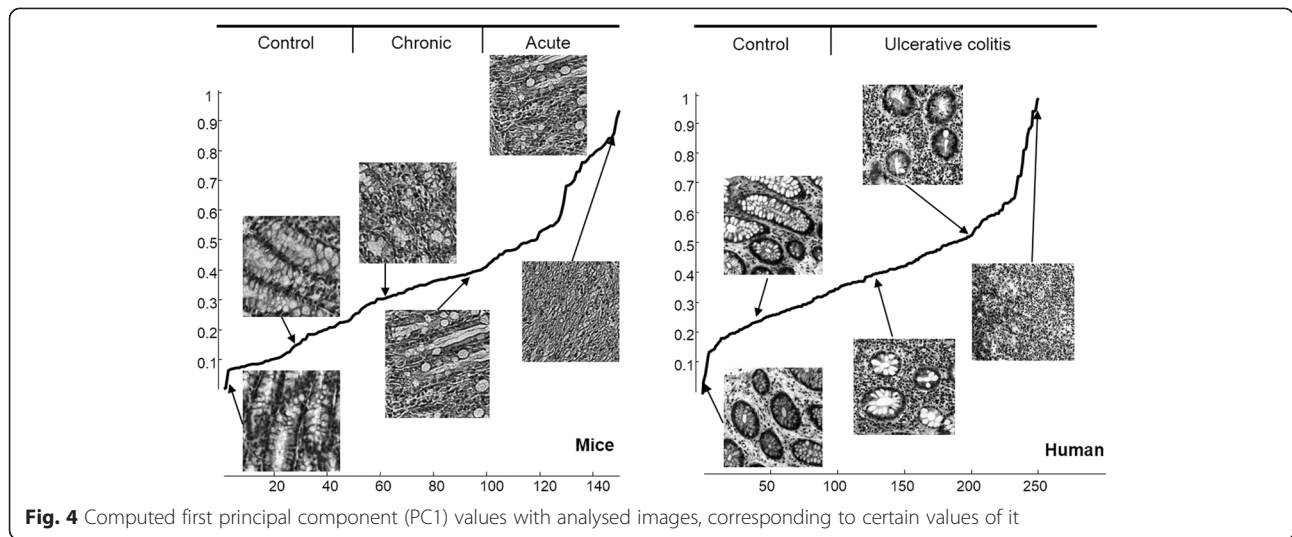 Control Chronic Acute
1
0.9
0.8
0.7
0.6
0.5
0.4
0.3
0.2
0.1
Mice
20 40 60 80 100 120 140
Control Ulcerative colitis
1
0.9
0.8
0.7
0.6
0.5
0.4
0.3
0.2
0.1
Human
50 100 150 200 250
Fig. 4 Computed first principal component (PC1) values with analysed images, corresponding to certain values of it